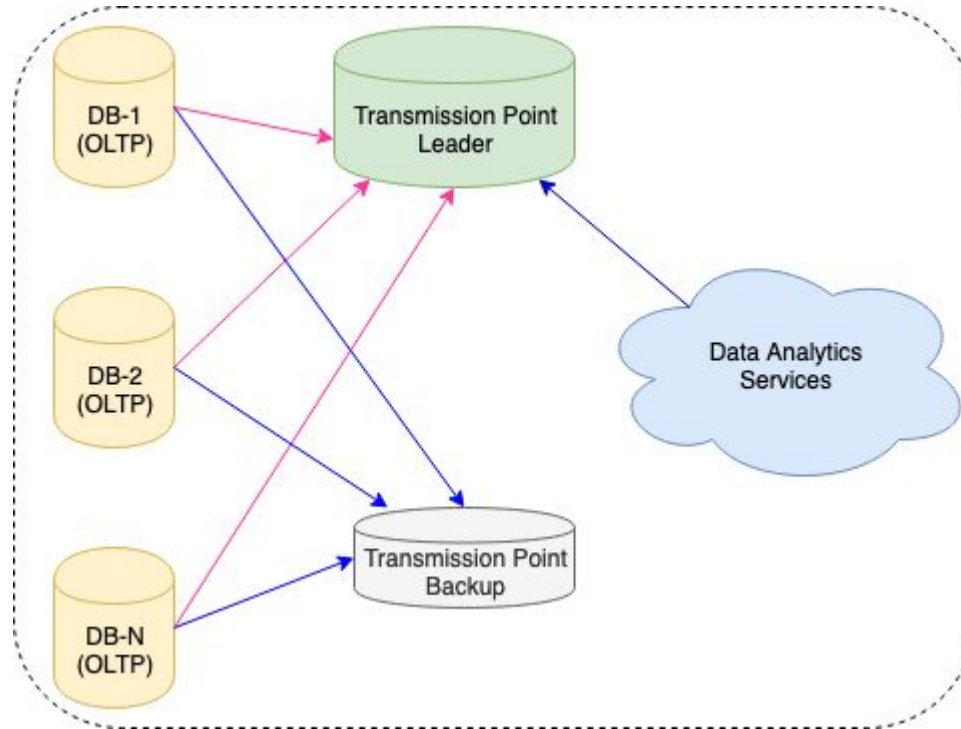 DB-1
(OLTP)
Transmission Point
Leader
DB-2
(OLTP)
Data Analytics
Services
DB-N
(OLTP)
Transmission Point
Backup